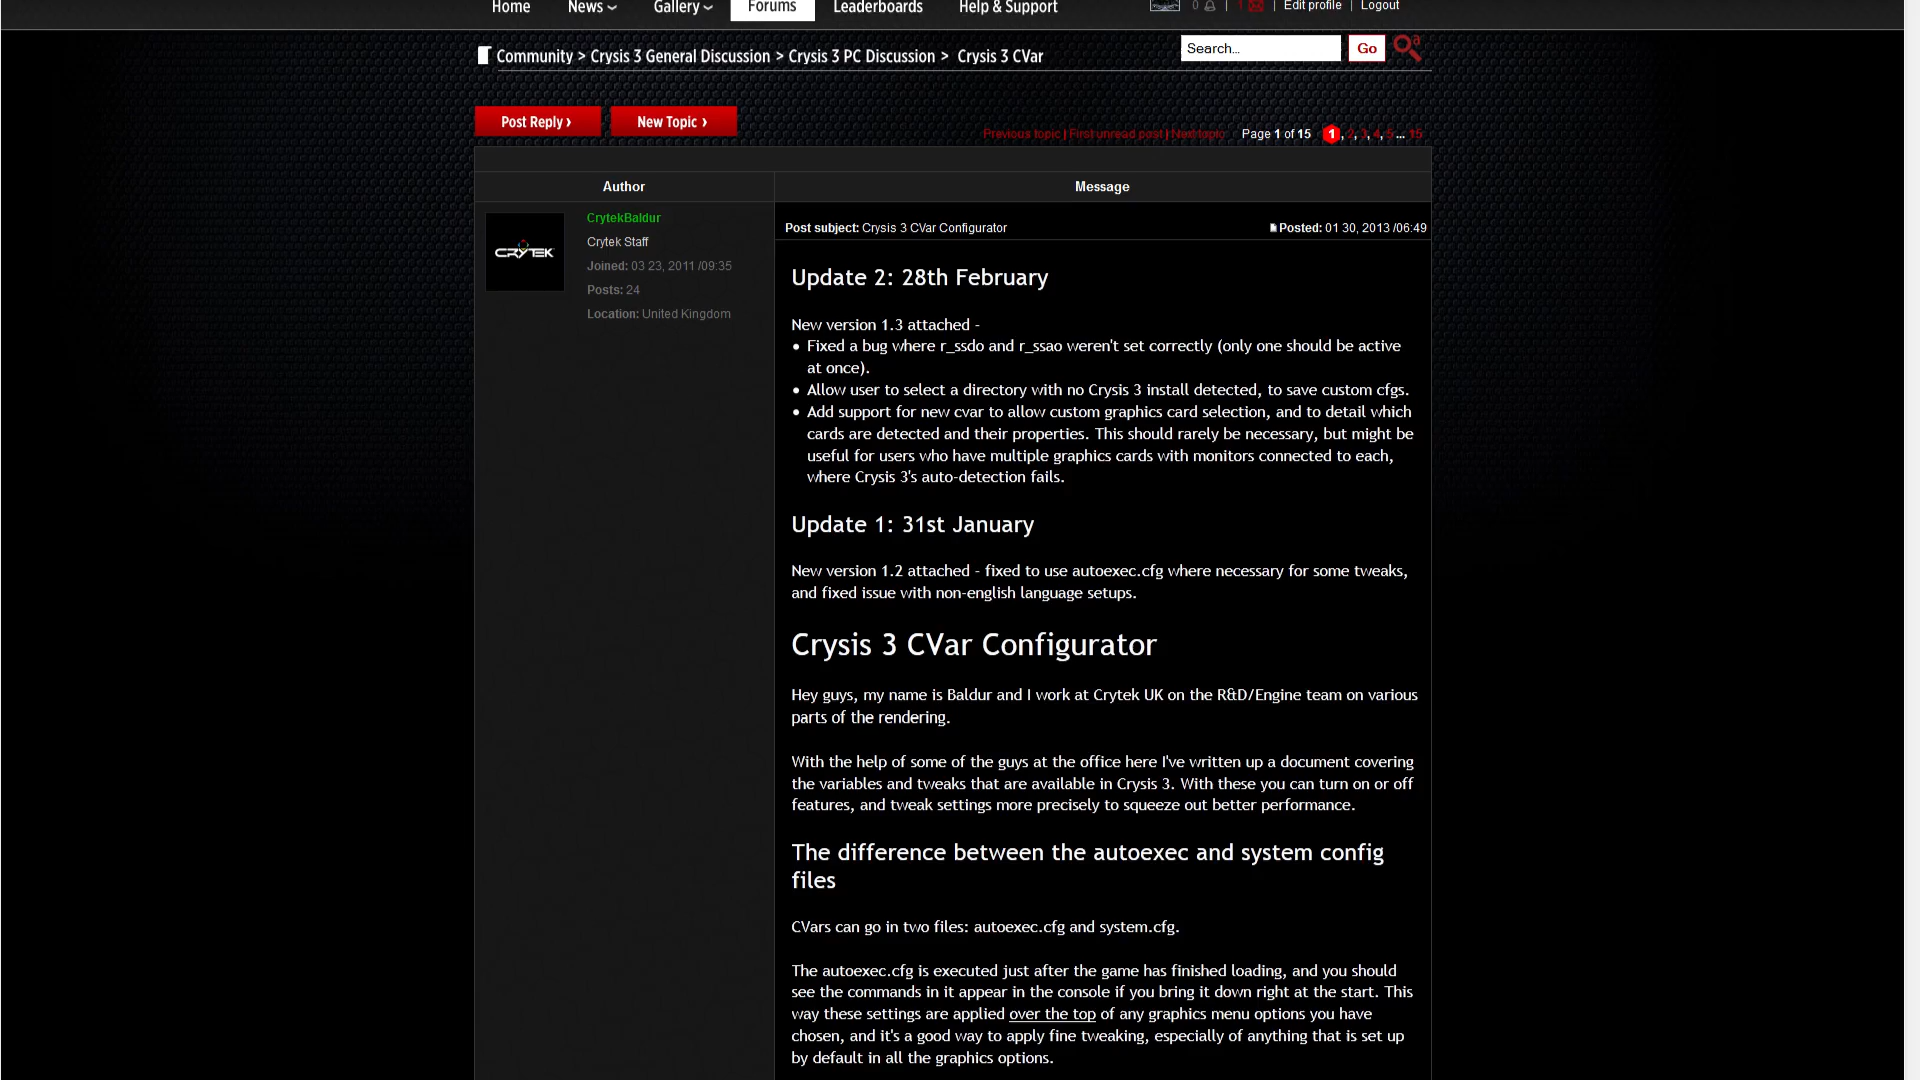 Home News Gallery Forums Leaderboards Help & Support 0 | 1 | Edit profile | Logout
Community > Crysis 3 General Discussion > Crysis 3 PC Discussion > Crysis 3 CVar
Search... Go
Post Reply › New Topic ›
Previous topic | First unread post | Next topic Page 1 of 15 1, 2, 3, 4, 5 ... 15
Author Message
CrytekBaldur
Crytek Staff
Joined: 03 23, 2011 /09:35
Posts: 24
Location: United Kingdom
CRYTEK
Post subject: Crysis 3 CVar Configurator Posted: 01 30, 2013 /06:49
Update 2: 28th February
New version 1.3 attached -
• Fixed a bug where r_ssdo and r_ssao weren't set correctly (only one should be active
at once).
• Allow user to select a directory with no Crysis 3 install detected, to save custom cfgs.
• Add support for new cvar to allow custom graphics card selection, and to detail which
cards are detected and their properties. This should rarely be necessary, but might be
useful for users who have multiple graphics cards with monitors connected to each,
where Crysis 3's auto-detection fails.
Update 1: 31st January
New version 1.2 attached - fixed to use autoexec.cfg where necessary for some tweaks,
and fixed issue with non-english language setups.
Crysis 3 CVar Configurator
Hey guys, my name is Baldur and I work at Crytek UK on the R&D/Engine team on various
parts of the rendering.
With the help of some of the guys at the office here I've written up a document covering
the variables and tweaks that are available in Crysis 3. With these you can turn on or off
features, and tweak settings more precisely to squeeze out better performance.
The difference between the autoexec and system config
files
CVars can go in two files: autoexec.cfg and system.cfg.
The autoexec.cfg is executed just after the game has finished loading, and you should
see the commands in it appear in the console if you bring it down right at the start. This
way these settings are applied over the top of any graphics menu options you have
chosen, and it's a good way to apply fine tweaking, especially of anything that is set up
by default in all the graphics options.